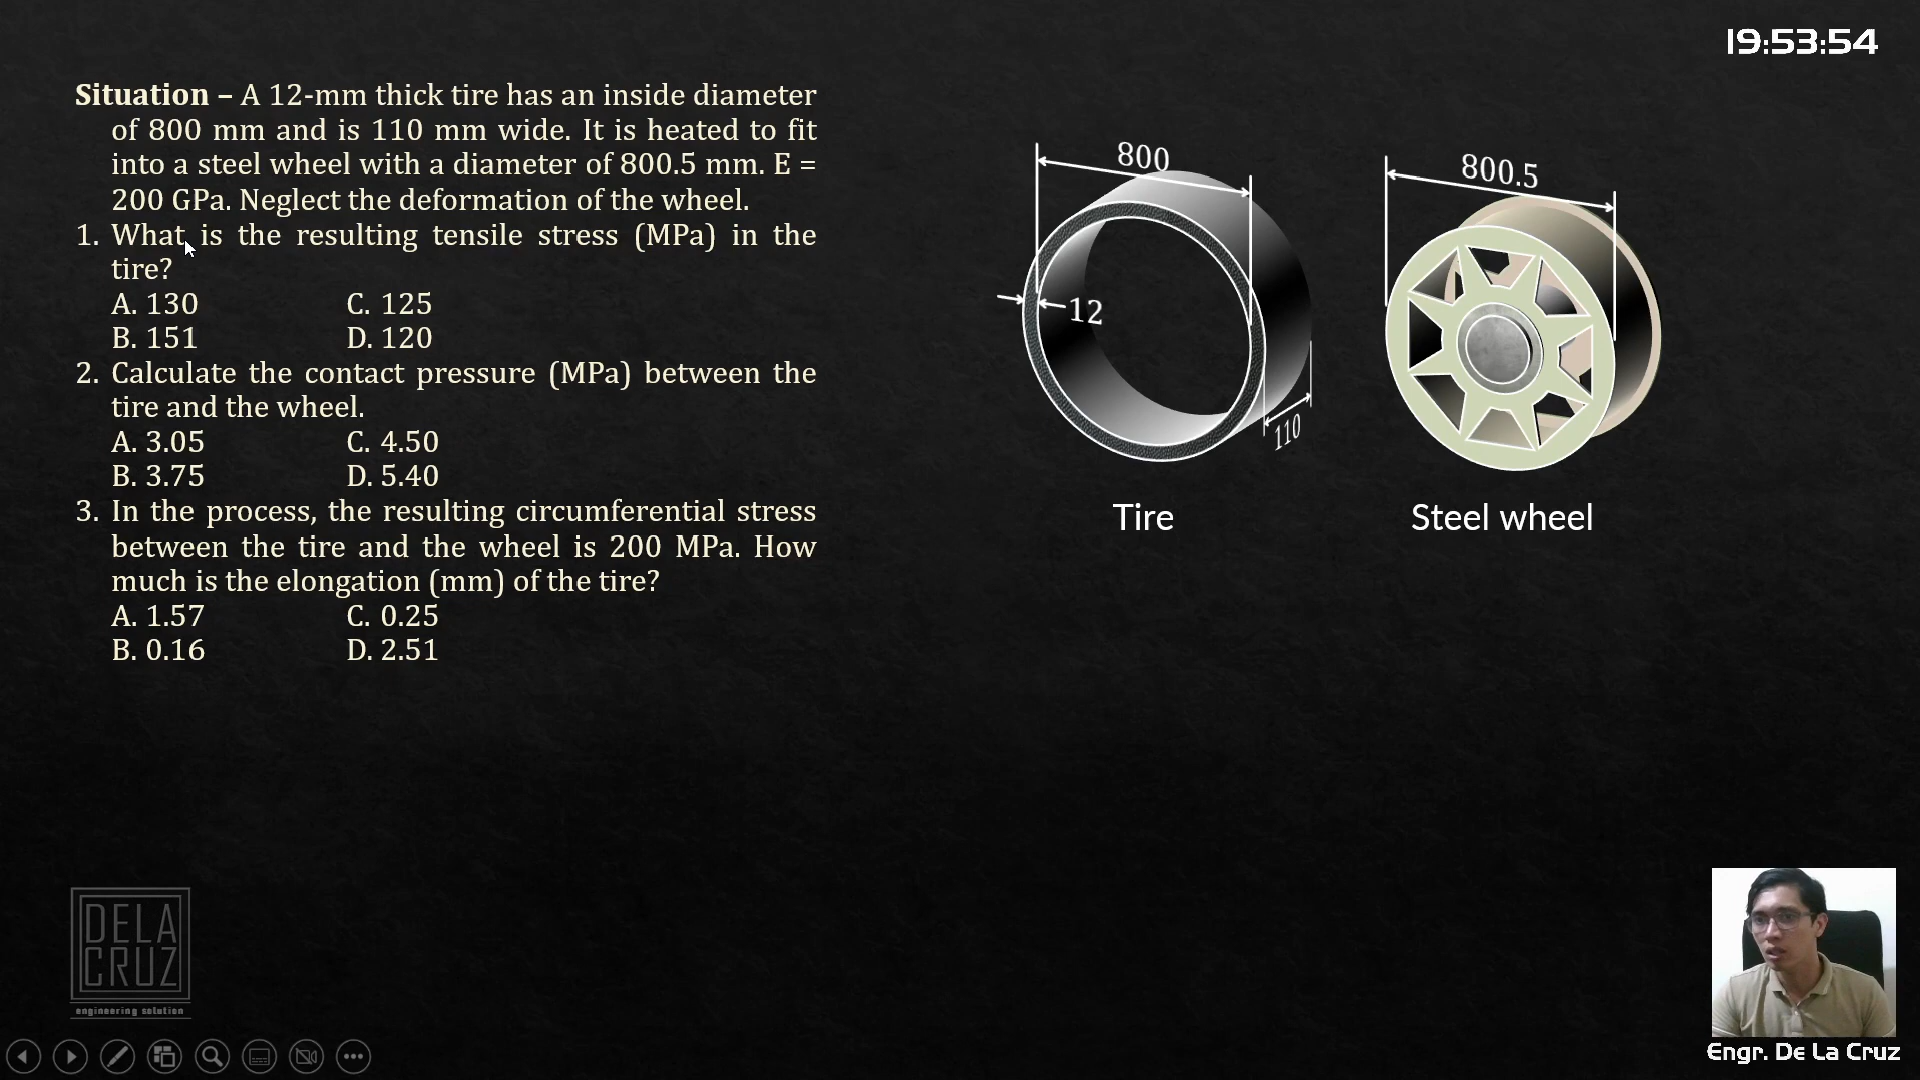 19:53:54
Situation – A 12-mm thick tire has an inside diameter
of 800 mm and is 110 mm wide. It is heated to fit
into a steel wheel with a diameter of 800.5 mm. E =
200 GPa. Neglect the deformation of the wheel.
1. What is the resulting tensile stress (MPa) in the
tire?
A. 130 C. 125
B. 151 D. 120
2. Calculate the contact pressure (MPa) between the
tire and the wheel.
A. 3.05 C. 4.50
B. 3.75 D. 5.40
3. In the process, the resulting circumferential stress
between the tire and the wheel is 200 MPa. How
much is the elongation (mm) of the tire?
A. 1.57 C. 0.25
B. 0.16 D. 2.51
800
12
110
Tire
800.5
Steel wheel
DELA
CRUZ
engineering solution
Engr. De La Cruz